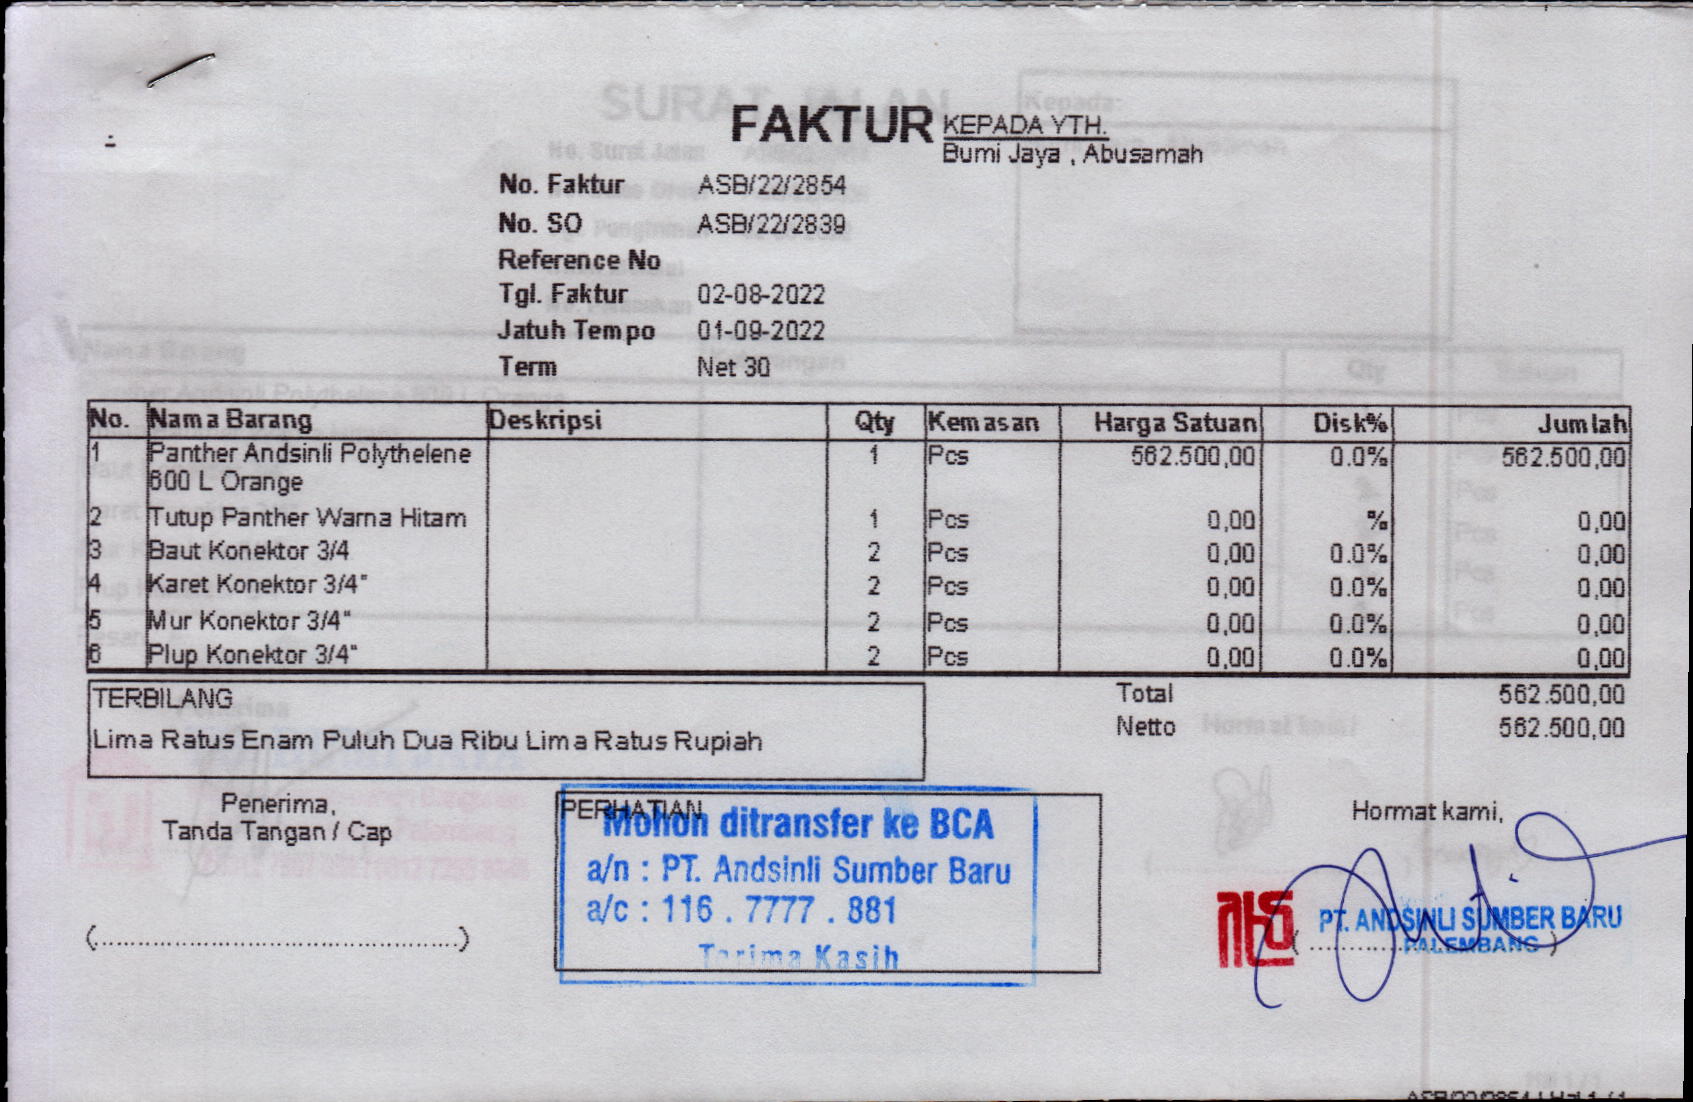 FAKTUR
KEPADA YTH.
Bumi Jaya , Abusamah
No. Faktur ASB/22/2854
No. SO ASB/22/2839
Reference No
Tgl. Faktur 02-08-2022
Jatuh Tempo 01-09-2022
Term Net 30
No. Nama Barang Deskripsi Qty Kemasan Harga Satuan Disk% Jumlah
1 Panther Andsinli Polythelene 1 Pcs 562.500,00 0.0% 562.500,00
600 L Orange
2 Tutup Panther Warna Hitam 1 Pcs 0,00 % 0,00
3 Baut Konektor 3/4 2 Pcs 0,00 0.0% 0,00
4 Karet Konektor 3/4" 2 Pcs 0,00 0.0% 0,00
5 Mur Konektor 3/4" 2 Pcs 0,00 0.0% 0,00
6 Plup Konektor 3/4" 2 Pcs 0,00 0.0% 0,00
TERBILANG
Lima Ratus Enam Puluh Dua Ribu Lima Ratus Rupiah
Total 562.500,00
Netto 562.500,00
Penerima,
Tanda Tangan / Cap
(................................................)
PERHATIAN
Mohon ditransfer ke BCA
a/n : PT. Andsinli Sumber Baru
a/c : 116 . 7777 . 881
Terima Kasih
Hormat kami,
PT. ANDSINLI SUMBER BARU
PALEMBANG
ASB/22/2854 | Hal 1 / 1